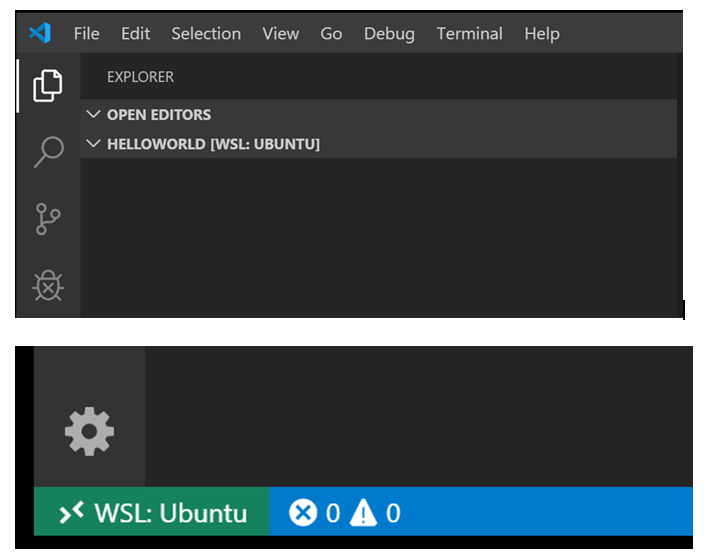 File Edit Selection View Go Debug Terminal Help
EXPLORER
OPEN EDITORS
HELLOWORLD [WSL: UBUNTU]
WSL: Ubuntu 0 0